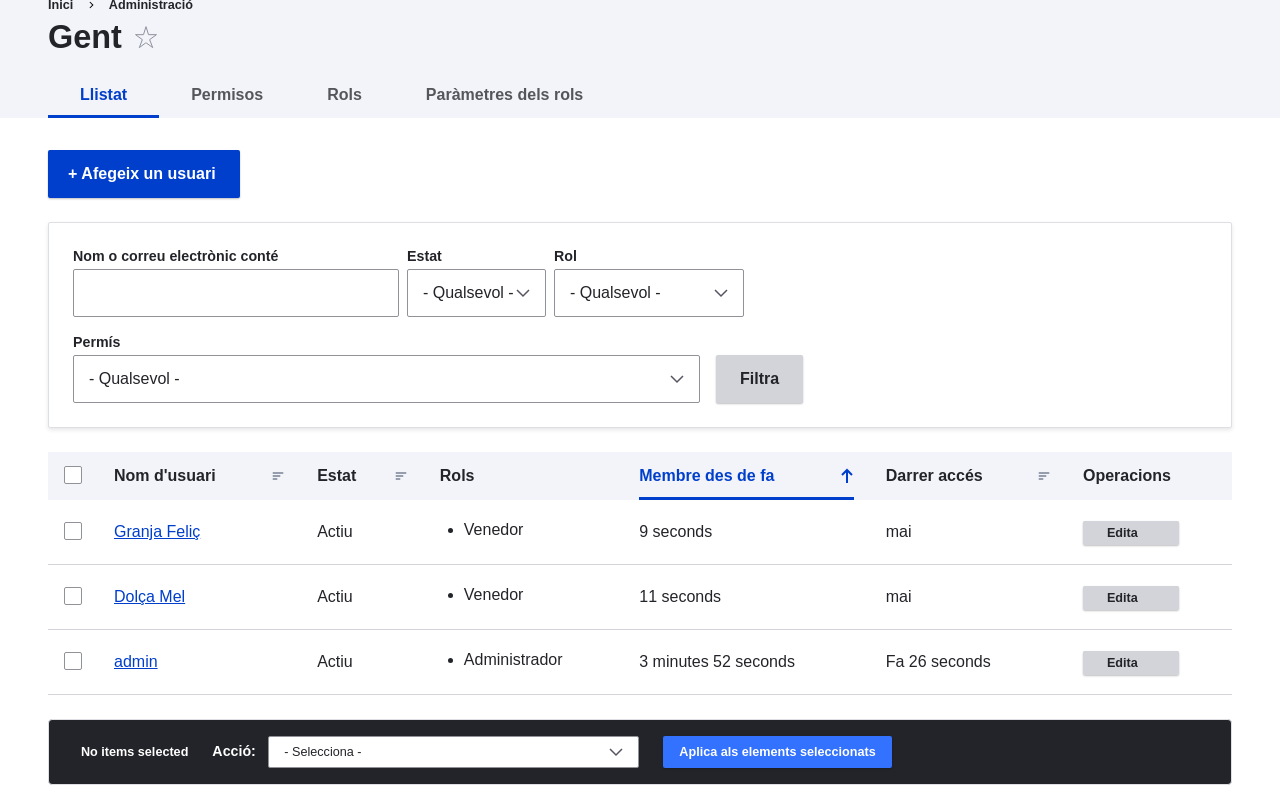 Inici › Administració
Gent
Llistat Permisos Rols Paràmetres dels rols
+ Afegeix un usuari
Nom o correu electrònic conté Estat Rol
- Qualsevol - - Qualsevol -
Permís
- Qualsevol - Filtra
Nom d'usuari Estat Rols Membre des de fa Darrer accés Operacions
Granja Feliç Actiu • Venedor 9 seconds mai Edita
Dolça Mel Actiu • Venedor 11 seconds mai Edita
admin Actiu • Administrador 3 minutes 52 seconds Fa 26 seconds Edita
No items selected Acció: - Selecciona - Aplica als elements seleccionats